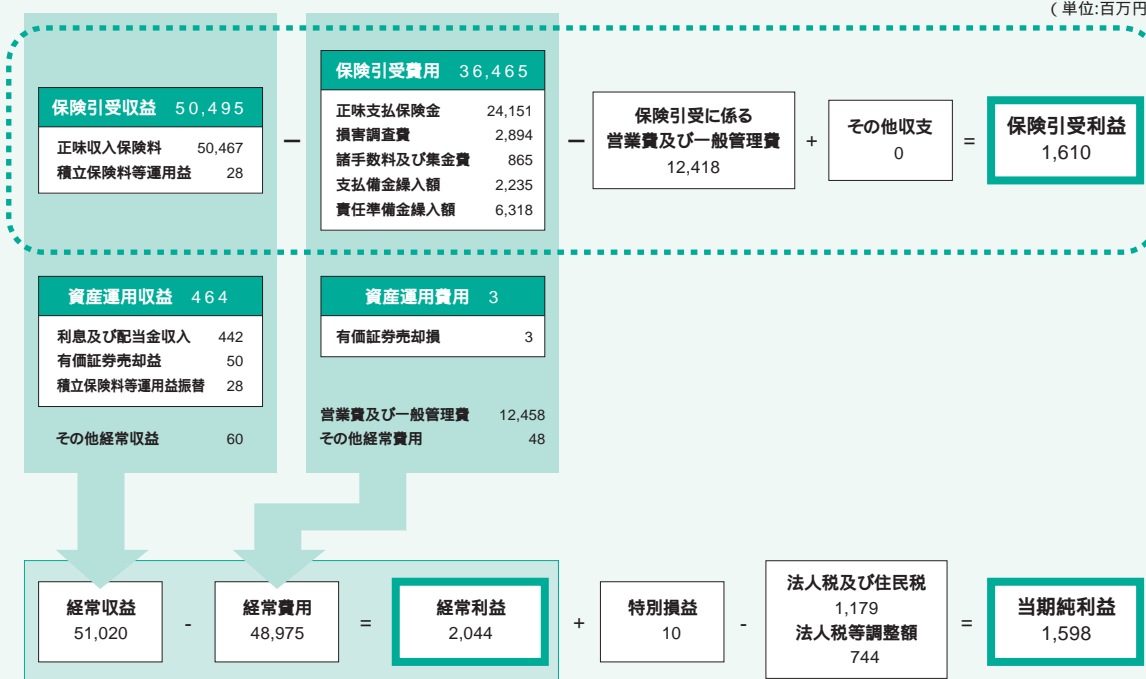 (単位:百万円
保険引受収益 50,495
正味収入保険料 50,467
積立保険料等運用益 28
－
保険引受費用 36,465
正味支払保険金 24,151
損害調査費 2,894
諸手数料及び集金費 865
支払備金繰入額 2,235
責任準備金繰入額 6,318
－
保険引受に係る
営業費及び一般管理費
12,418
+
その他収支
0
=
保険引受利益
1,610
資産運用収益 464
利息及び配当金収入 442
有価証券売却益 50
積立保険料等運用益振替 28
その他経常収益 60
資産運用費用 3
有価証券売却損 3
営業費及び一般管理費 12,458
その他経常費用 48
経常収益
51,020
-
経常費用
48,975
=
経常利益
2,044
+
特別損益
10
-
法人税及び住民税
1,179
法人税等調整額
744
=
当期純利益
1,598